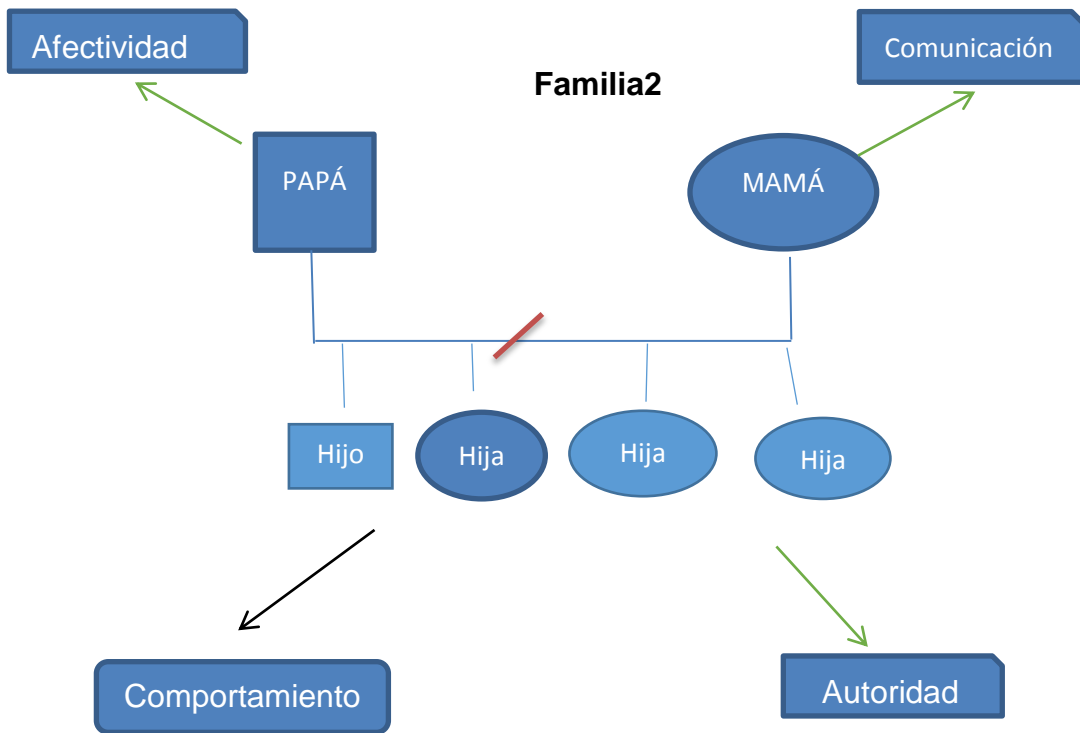 Afectividad
Comunicación
Familia2
PAPÁ
MAMÁ
Hijo
Hija
Hija
Hija
Comportamiento
Autoridad